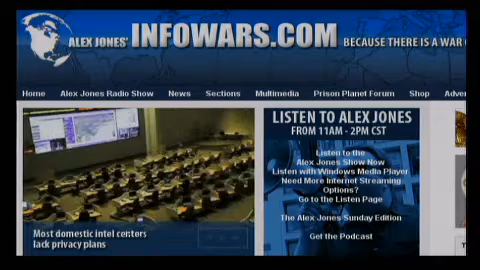 ALEX JONES' INFOWARS.COM BECAUSE THERE IS A WAR
Home Alex Jones Radio Show News Sections Multimedia Prison Planet Forum Shop
LISTEN TO ALEX JONES
FROM 11AM - 2PM CST
Listen to the
Alex Jones Show Now
Listen with Windows Media Player
Need More Internet Streaming
Options?
Go to the Listen Page
The Alex Jones Sunday Edition
Get the Podcast
Most domestic intel centers
lack privacy plans